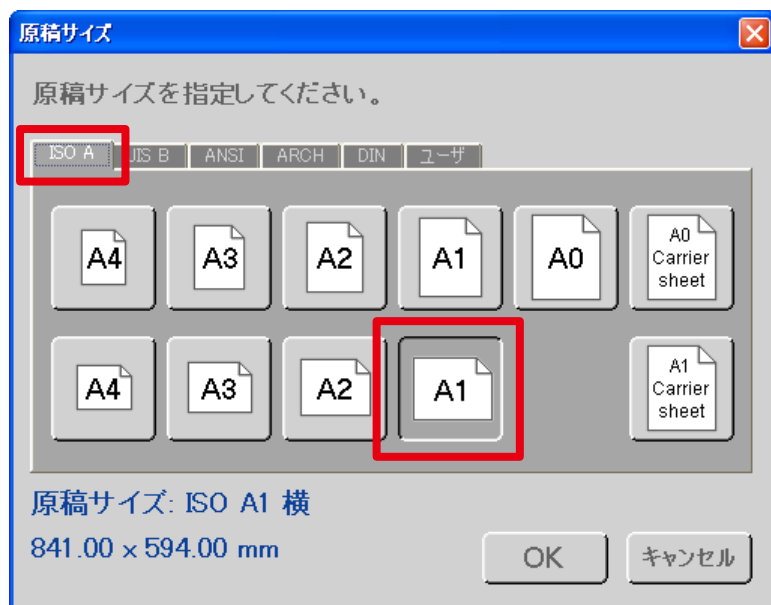 原稿サイズ
原稿サイズを指定してください。
ISO A JIS B ANSI ARCH DIN ユーザ
A4 A3 A2 A1 A0 A0 Carrier sheet
A4 A3 A2 A1 A1 Carrier sheet
原稿サイズ: ISO A1 横
841.00 x 594.00 mm
OK キャンセル